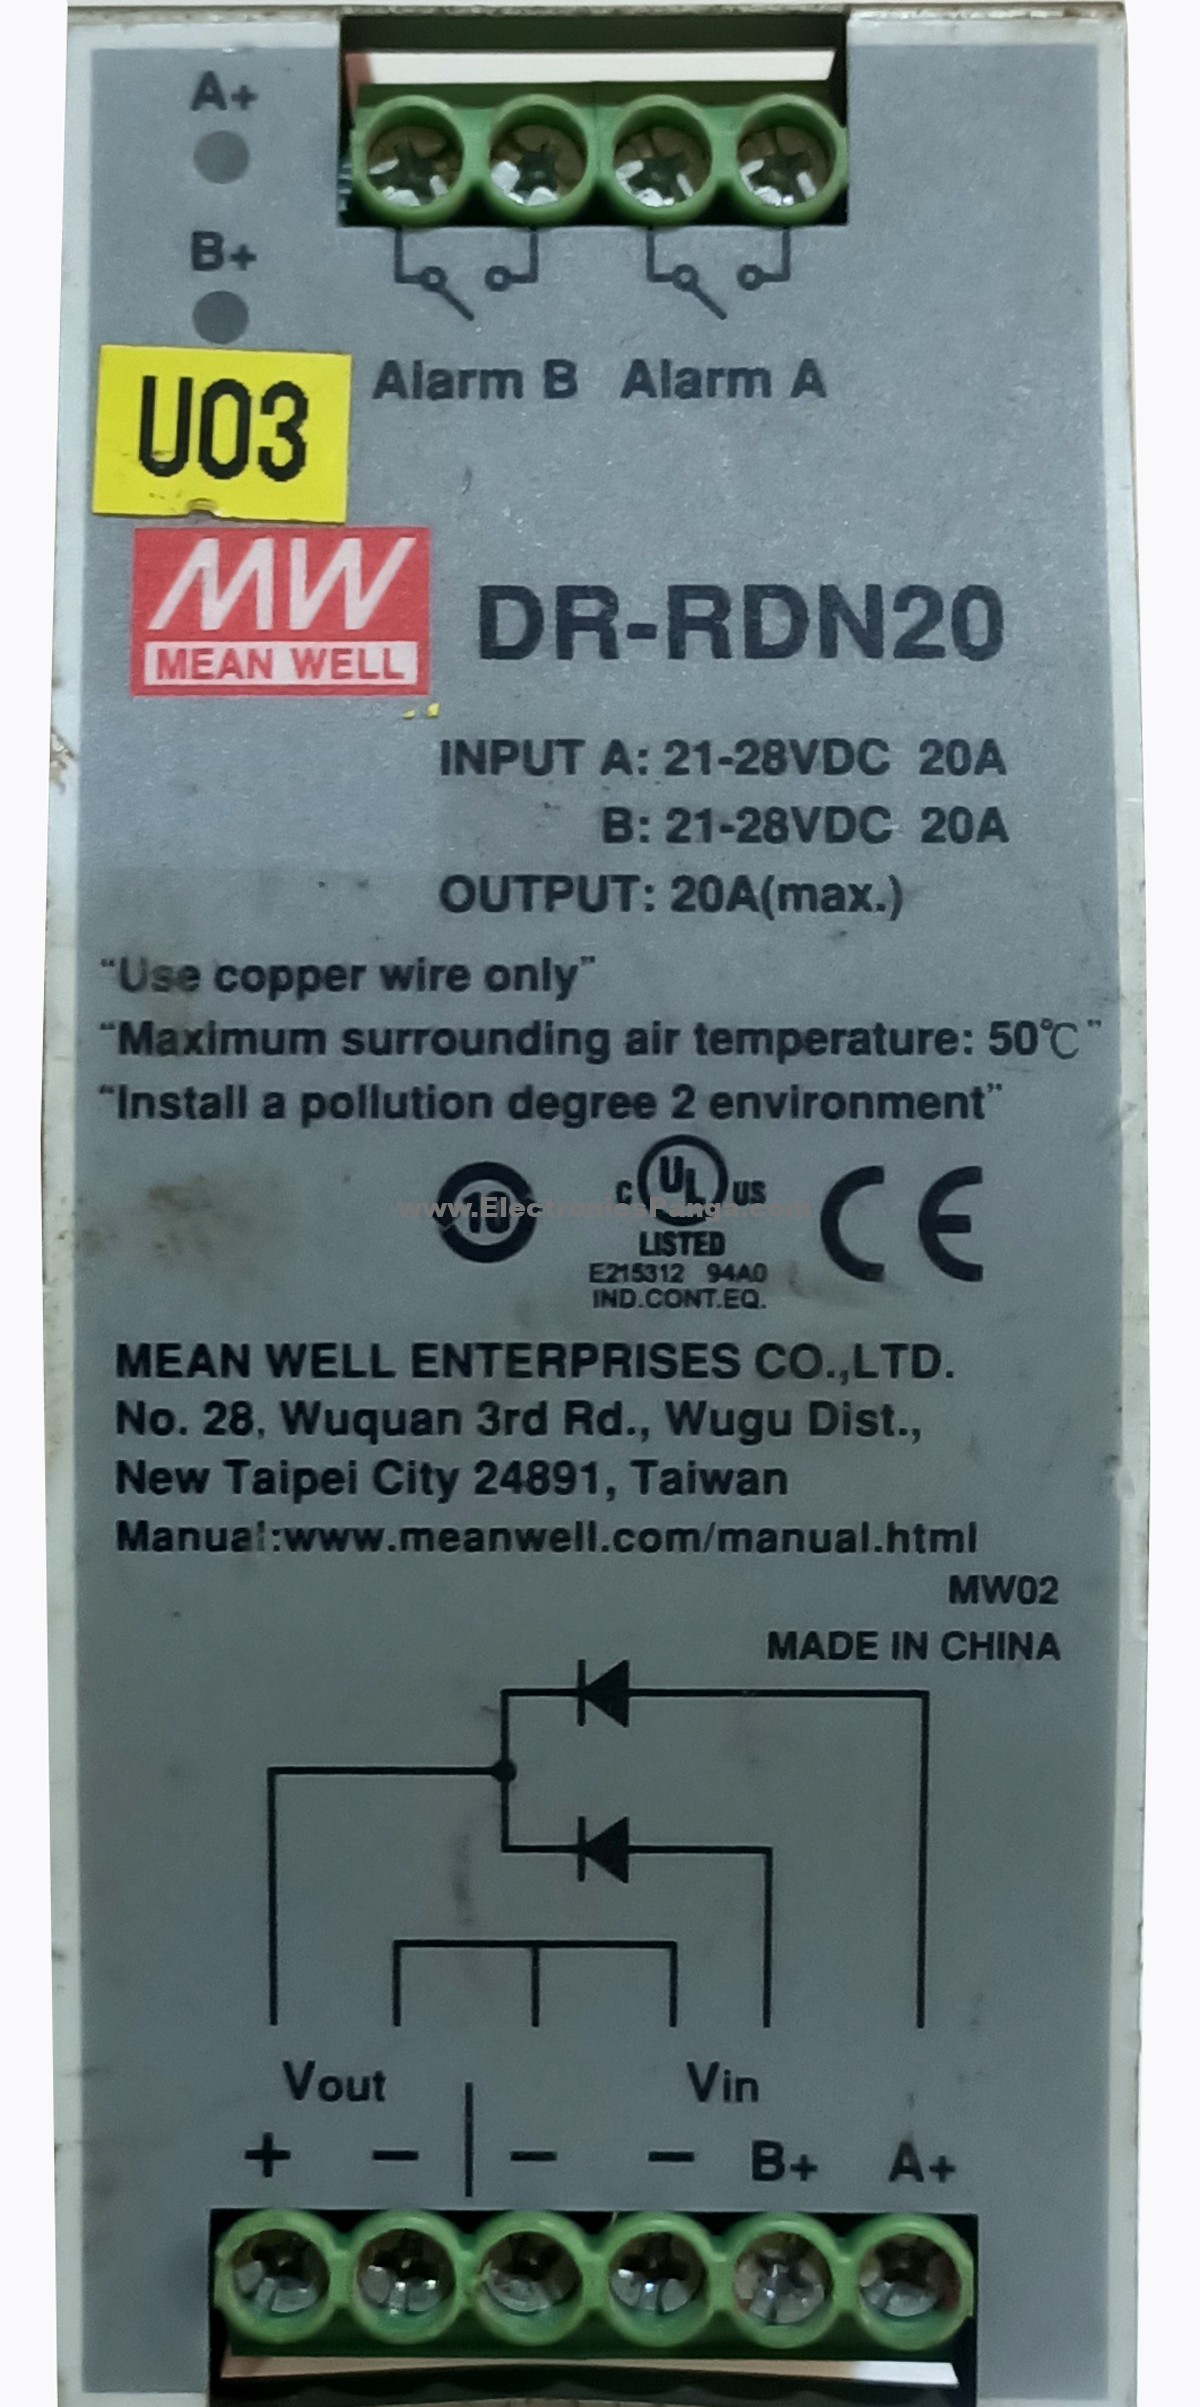 A+
B+
Alarm B Alarm A
U03
MW
MEAN WELL
DR-RDN20
INPUT A: 21-28VDC 20A
B: 21-28VDC 20A
OUTPUT: 20A(max.)
“Use copper wire only”
“Maximum surrounding air temperature: 50℃”
“Install a pollution degree 2 environment”
10
C UL US
LISTED
E215312 94A0
IND.CONT.EQ.
CE
www.ElectronicsPanga.com
MEAN WELL ENTERPRISES CO.,LTD.
No. 28, Wuquan 3rd Rd., Wugu Dist.,
New Taipei City 24891, Taiwan
Manual:www.meanwell.com/manual.html
MW02
MADE IN CHINA
Vout Vin
+ − | − − B+ A+